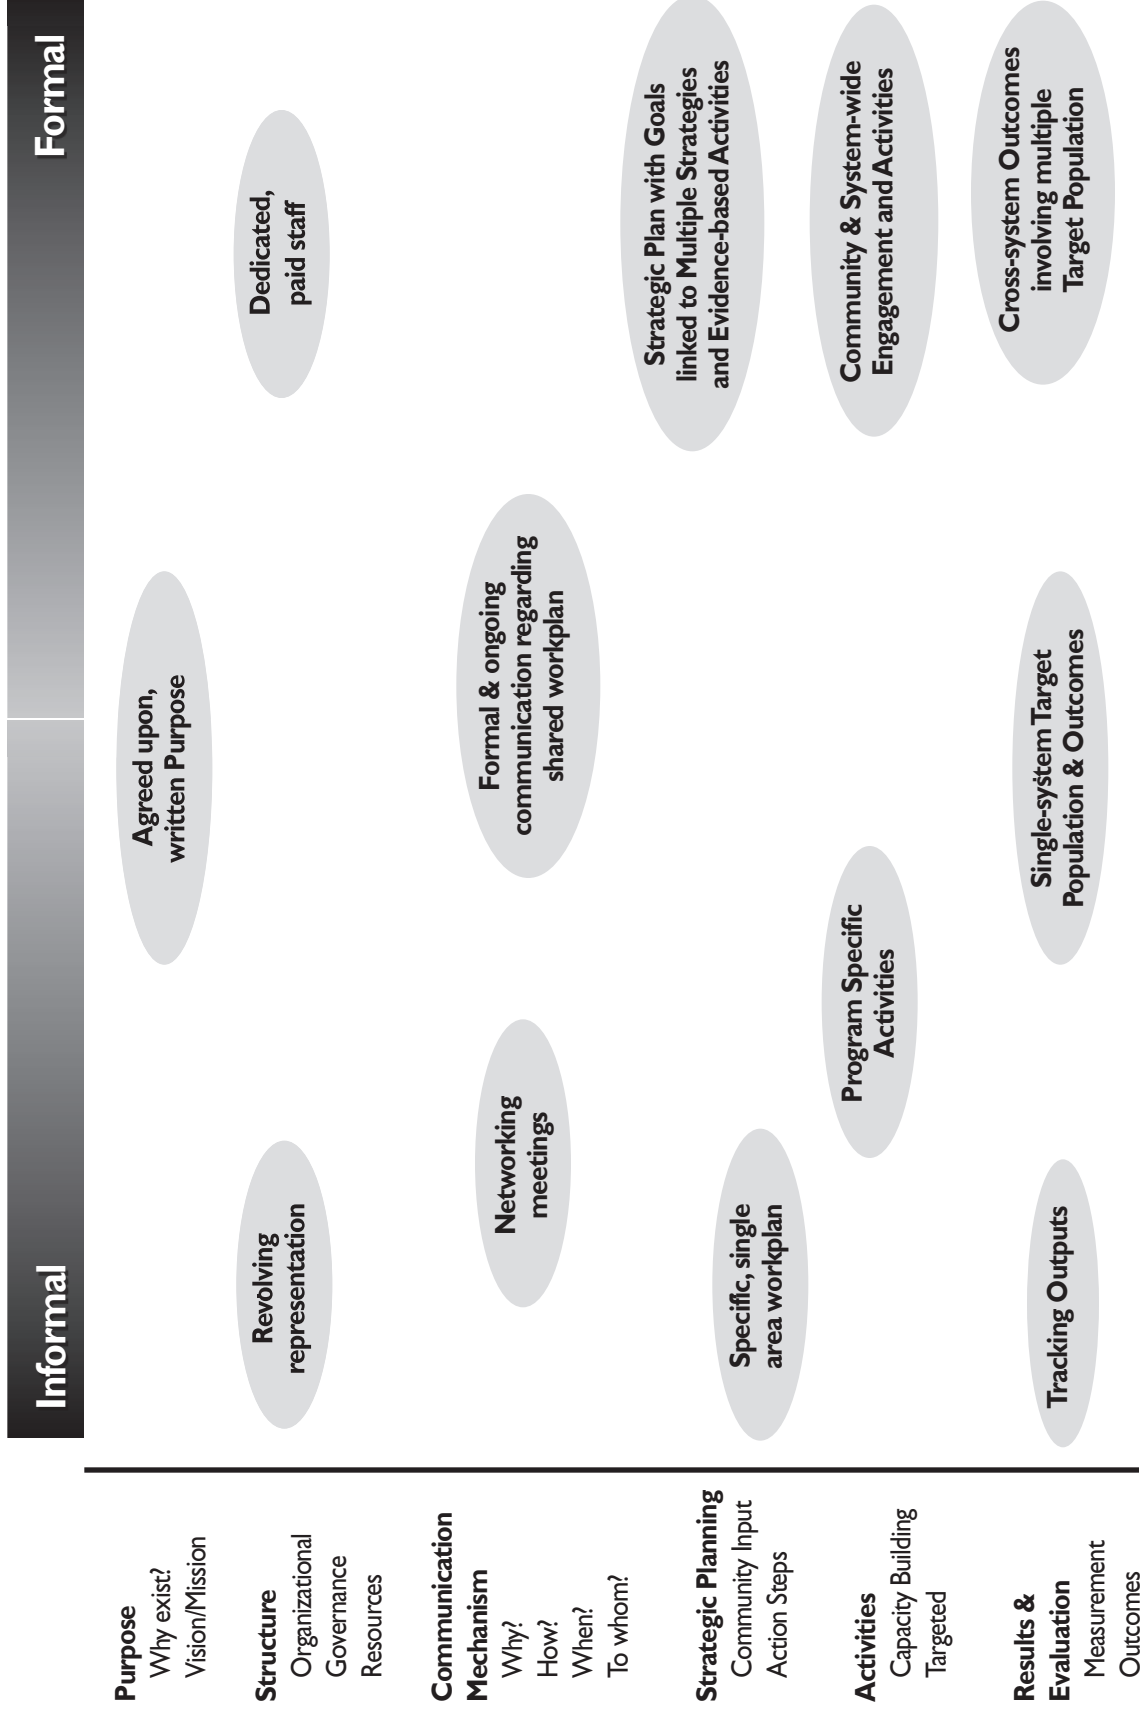 Informal
Formal
Purpose
Why exist?
Vision/Mission
Agreed upon,
written Purpose
Structure
Organizational
Governance
Resources
Revolving
representation
Dedicated,
paid staff
Communication
Mechanism
Why?
How?
When?
To whom?
Networking
meetings
Formal & ongoing
communication regarding
shared workplan
Strategic Planning
Community Input
Action Steps
Specific, single
area workplan
Strategic Plan with Goals
linked to Multiple Strategies
and Evidence-based Activities
Activities
Capacity Building
Targeted
Program Specific
Activities
Community & System-wide
Engagement and Activities
Results &
Evaluation
Measurement
Outcomes
Tracking Outputs
Single-system Target
Population & Outcomes
Cross-system Outcomes
involving multiple
Target Population